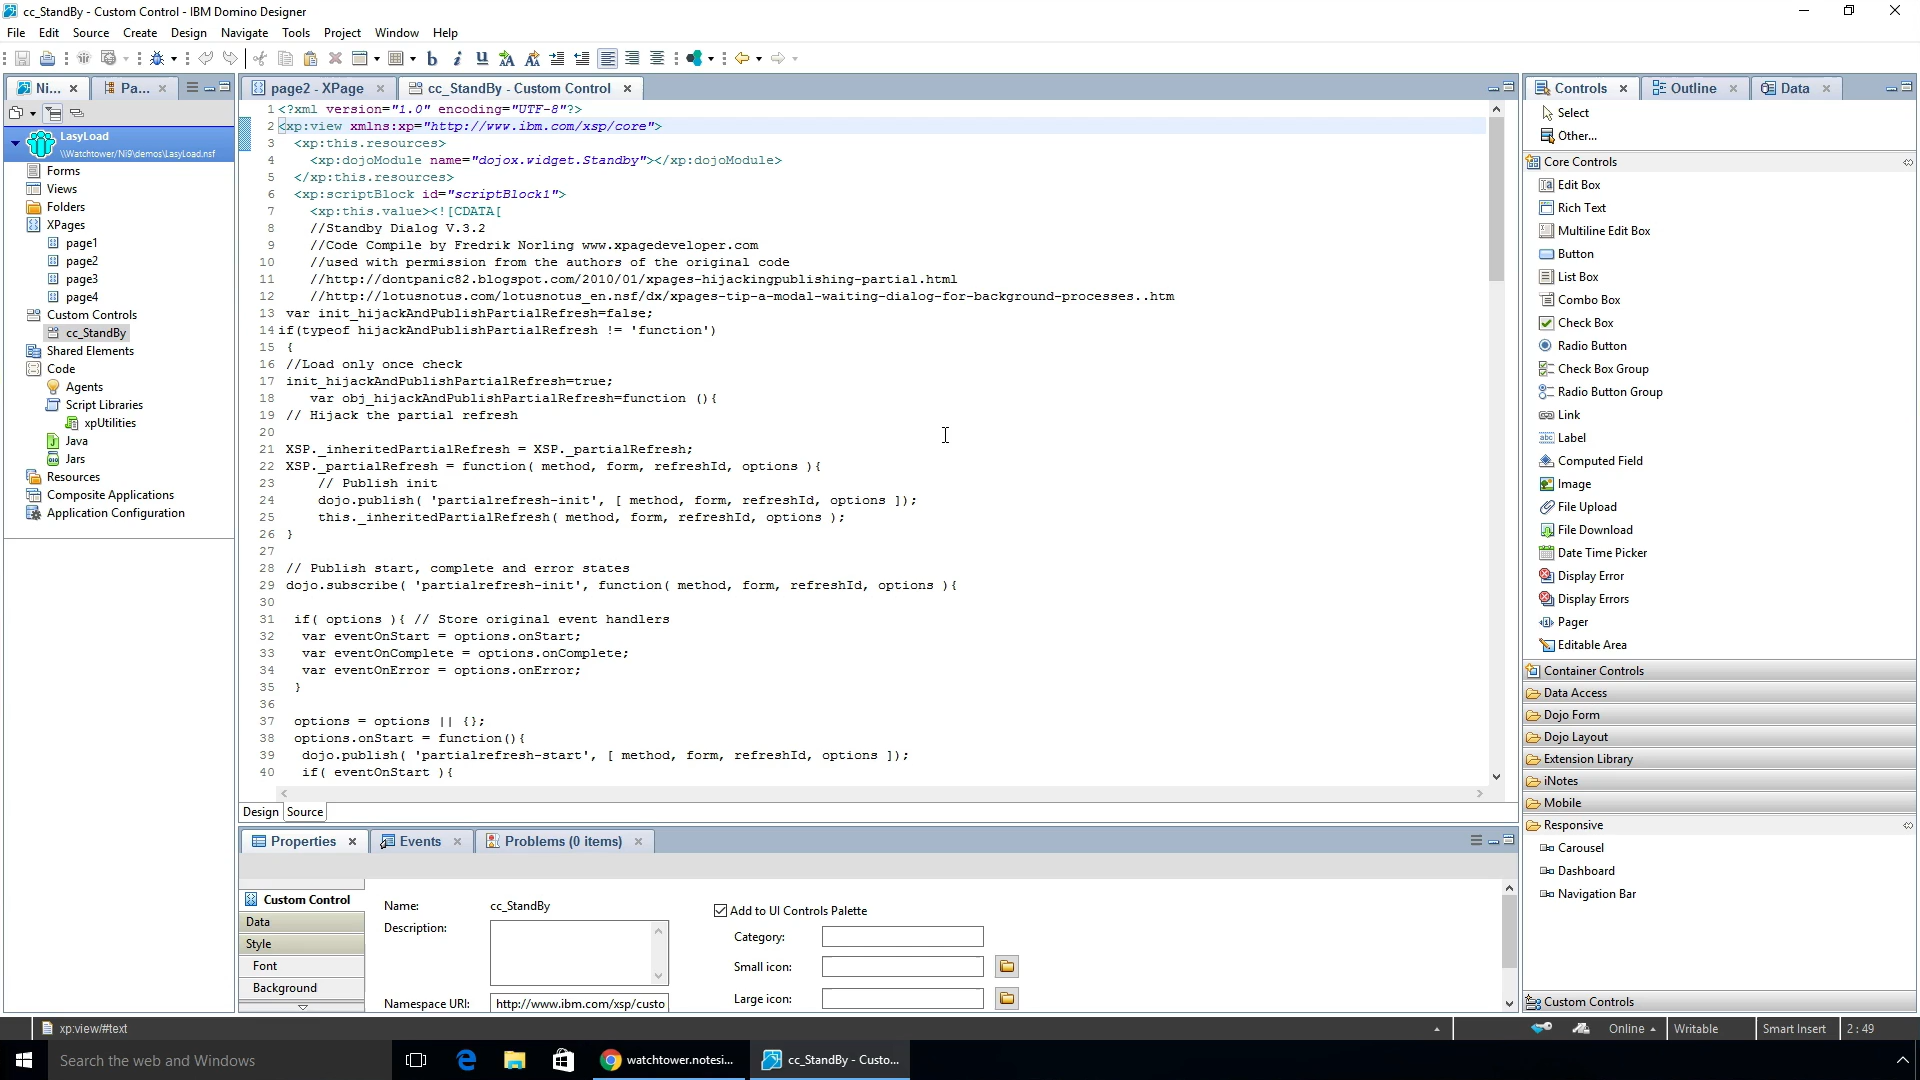 cc_StandBy - Custom Control - IBM Domino Designer
File Edit Source Create Design Navigate Tools Project Window Help
Ni... Pa...
page2 - XPage cc_StandBy - Custom Control
Controls Outline Data
LasyLoad
\\Watchtower/Ni9\demos\LasyLoad.nsf
Forms
Views
Folders
XPages
page1
page2
page3
page4
Custom Controls
cc_StandBy
Shared Elements
Code
Agents
Script Libraries
xpUtilities
Java
Jars
Resources
Composite Applications
Application Configuration
1 <?xml version="1.0" encoding="UTF-8"?>
2 <xp:view xmlns:xp="http://www.ibm.com/xsp/core">
3 <xp:this.resources>
4 <xp:dojoModule name="dojox.widget.Standby"></xp:dojoModule>
5 </xp:this.resources>
6 <xp:scriptBlock id="scriptBlock1">
7 <xp:this.value><![CDATA[
8 //Standby Dialog V.3.2
9 //Code Compile by Fredrik Norling www.xpagedeveloper.com
10 //used with permission from the authors of the original code
11 //http://dontpanic82.blogspot.com/2010/01/xpages-hijackingpublishing-partial.html
12 //http://lotusnotus.com/lotusnotus_en.nsf/dx/xpages-tip-a-modal-waiting-dialog-for-background-processes..htm
13 var init_hijackAndPublishPartialRefresh=false;
14 if(typeof hijackAndPublishPartialRefresh != 'function')
15 {
16 //Load only once check
17 init_hijackAndPublishPartialRefresh=true;
18 var obj_hijackAndPublishPartialRefresh=function (){
19 // Hijack the partial refresh
20
21 XSP._inheritedPartialRefresh = XSP._partialRefresh;
22 XSP._partialRefresh = function( method, form, refreshId, options ){
23 // Publish init
24 dojo.publish( 'partialrefresh-init', [ method, form, refreshId, options ]);
25 this._inheritedPartialRefresh( method, form, refreshId, options );
26 }
27
28 // Publish start, complete and error states
29 dojo.subscribe( 'partialrefresh-init', function( method, form, refreshId, options ){
30
31 if( options ){ // Store original event handlers
32 var eventOnStart = options.onStart;
33 var eventOnComplete = options.onComplete;
34 var eventOnError = options.onError;
35 }
36
37 options = options || {};
38 options.onStart = function(){
39 dojo.publish( 'partialrefresh-start', [ method, form, refreshId, options ]);
40 if( eventOnStart ){
Design Source
Properties Events Problems (0 items)
Custom Control
Data
Style
Font
Background
Name: cc_StandBy
Description:
Namespace URI: http://www.ibm.com/xsp/custo
Add to UI Controls Palette
Category:
Small icon:
Large icon:
Select
Other...
Core Controls
Edit Box
Rich Text
Multiline Edit Box
Button
List Box
Combo Box
Check Box
Radio Button
Check Box Group
Radio Button Group
Link
Label
Computed Field
Image
File Upload
File Download
Date Time Picker
Display Error
Display Errors
Pager
Editable Area
Container Controls
Data Access
Dojo Form
Dojo Layout
Extension Library
iNotes
Mobile
Responsive
Carousel
Dashboard
Navigation Bar
Custom Controls
xp:view/#text
Online Writable Smart Insert 2 : 49
Search the web and Windows
watchtower.notesi...
cc_StandBy - Custo...